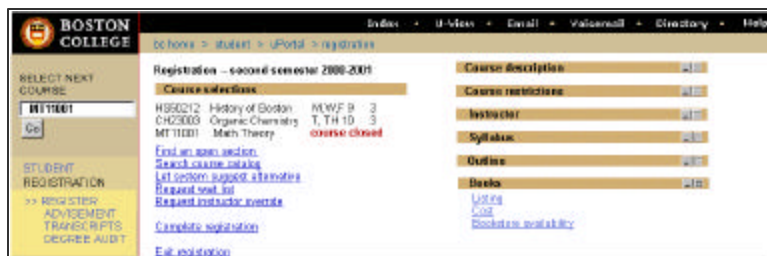 BOSTON
COLLEGE
Index • U-View • Email • Voicemail • Directory • Help
bc home > student > uPortal > registration
SELECT NEXT
COURSE
MT11001
Go
STUDENT
REGISTRATION
>> REGISTER
ADVISEMENT
TRANSCRIPTS
DEGREE AUDIT
Registration -- second semester 2000-2001
Course selections
HS50212 History of Boston M,W,F 9 3
CH23003 Organic Chemistry T, TH 10 3
MT11001 Math Theory course closed
Find an open section
Search course catalog
Let system suggest alternative
Request wait list
Request instructor override
Complete registration
Exit registration
Course description
Course restrictions
Instructor
Syllabus
Outline
Books
Listing
Cost
Bookstore availability